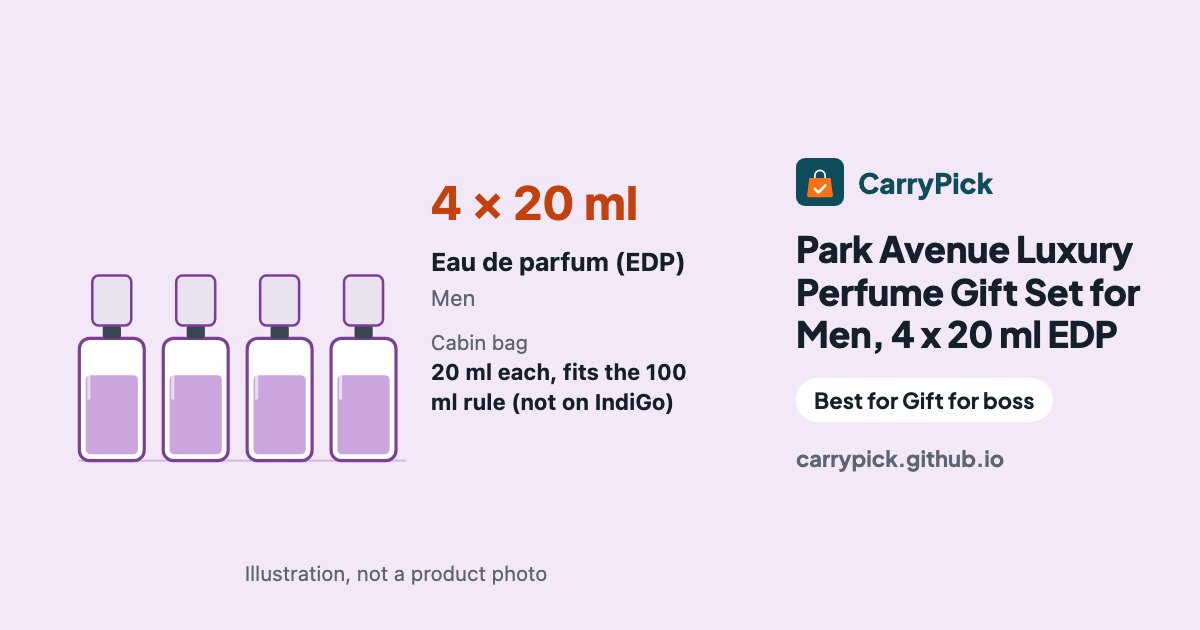 4 × 20 ml
Eau de parfum (EDP)
Men
Cabin bag
20 ml each, fits the 100
ml rule (not on IndiGo)
Illustration, not a product photo
CarryPick
Park Avenue Luxury
Perfume Gift Set for
Men, 4 x 20 ml EDP
Best for Gift for boss
carrypick.github.io